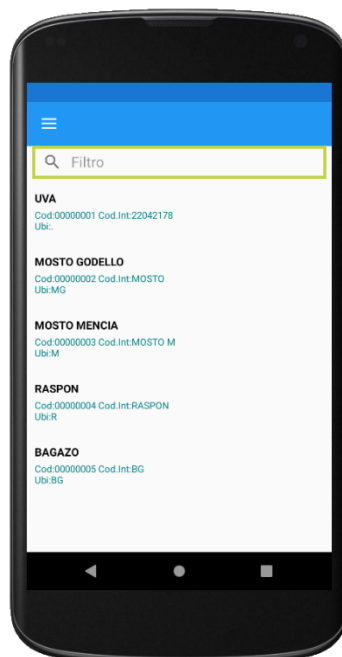 Filtro
UVA
Cod:00000001 Cod.Int:22042178
Ubi:.
MOSTO GODELLO
Cod:00000002 Cod.Int:MOSTO
Ubi:MG
MOSTO MENCIA
Cod:00000003 Cod.Int:MOSTO M
Ubi:M
RASPON
Cod:00000004 Cod.Int:RASPON
Ubi:R
BAGAZO
Cod:00000005 Cod.Int:BG
Ubi:BG